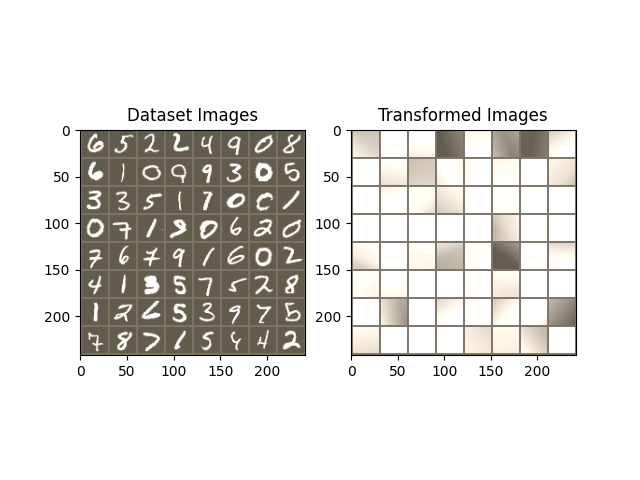 Dataset Images
Transformed Images
0
50
100
150
200
0 50 100 150 200
0
50
100
150
200
0 50 100 150 200
6 5 2 2 4 9 0 8
6 1 0 9 9 3 0 5
3 3 5 1 7 0 0 1
0 7 1 9 0 6 2 0
7 6 7 9 1 6 0 2
4 1 3 5 7 5 2 8
1 2 6 5 3 9 7 5
7 8 7 1 5 4 2